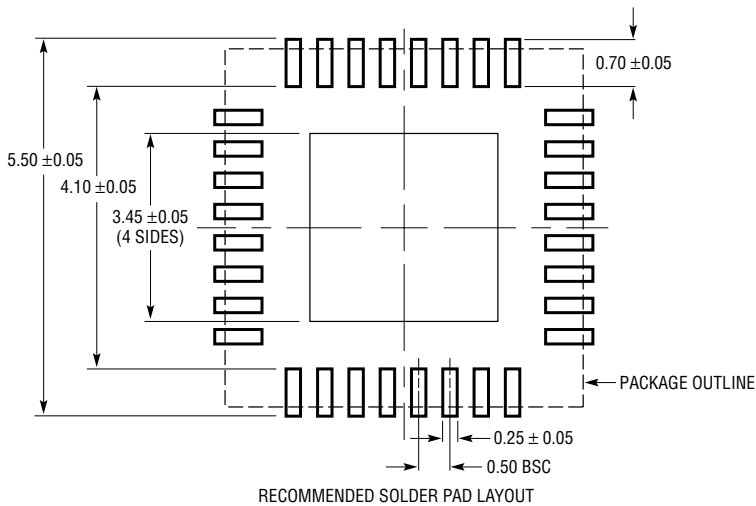 0.70 ±0.05
5.50 ±0.05
4.10 ±0.05
3.45 ±0.05
(4 SIDES)
PACKAGE OUTLINE
0.25 ± 0.05
0.50 BSC
RECOMMENDED SOLDER PAD LAYOUT